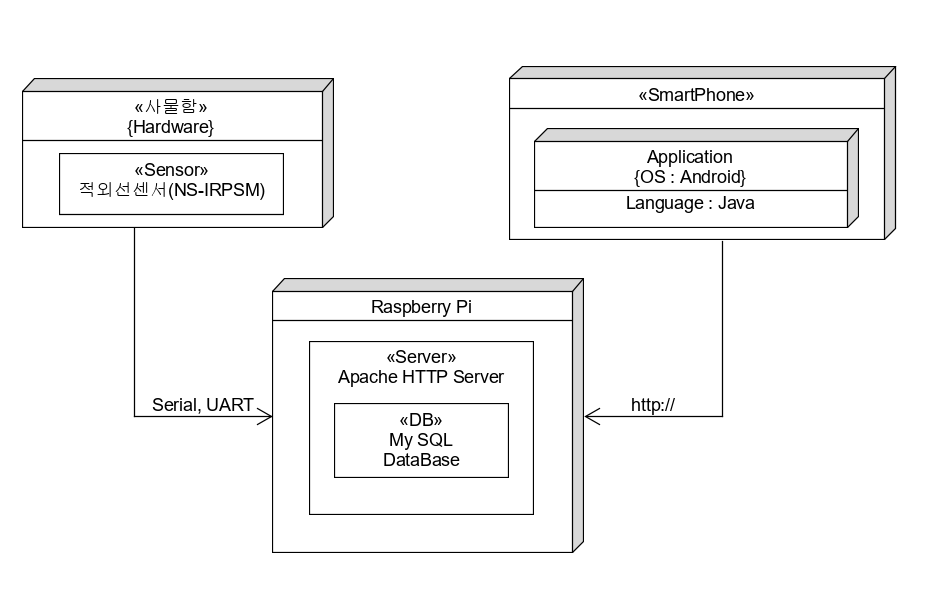 «사물함»
{Hardware}
«Sensor»
적외선센서(NS-IRPSM)
«SmartPhone»
Application
{OS : Android}
Language : Java
Raspberry Pi
«Server»
Apache HTTP Server
«DB»
My SQL
DataBase
Serial, UART
http://